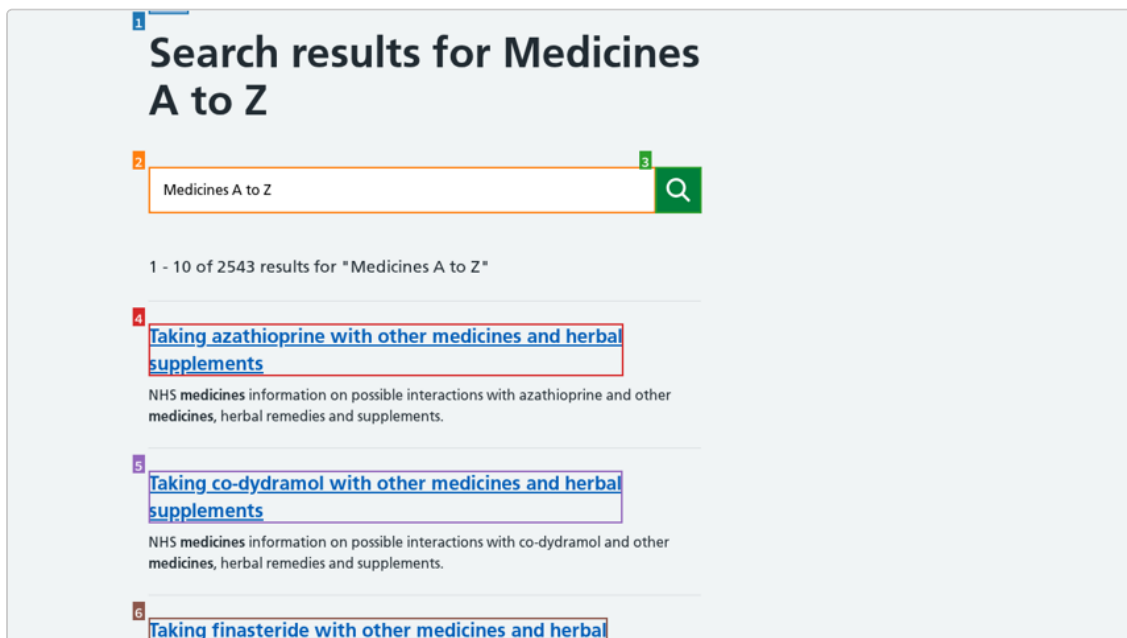 1
Search results for Medicines
A to Z
2
3
Medicines A to Z
1 - 10 of 2543 results for "Medicines A to Z"
4
Taking azathioprine with other medicines and herbal
supplements
NHS medicines information on possible interactions with azathioprine and other
medicines, herbal remedies and supplements.
5
Taking co-dydramol with other medicines and herbal
supplements
NHS medicines information on possible interactions with co-dydramol and other
medicines, herbal remedies and supplements.
6
Taking finasteride with other medicines and herbal